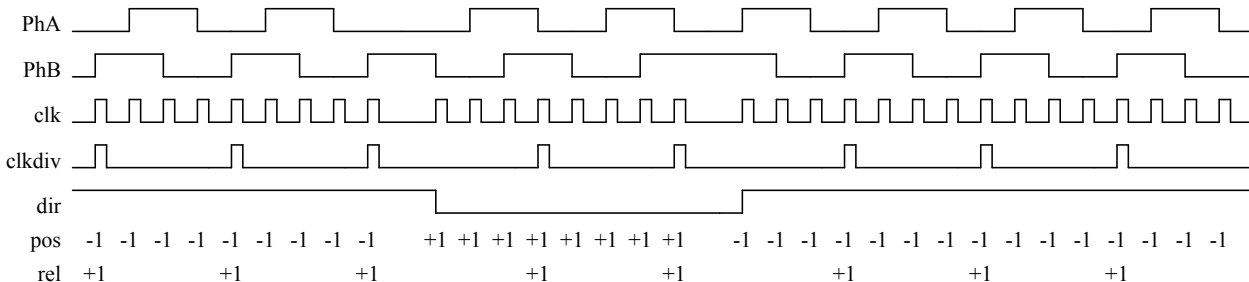 PhA
PhB
clk
clkdiv
dir
pos -1 -1 -1 -1 -1 -1 -1 -1 -1 +1 +1 +1 +1 +1 +1 +1 +1 -1 -1 -1 -1 -1 -1 -1 -1 -1 -1 -1 -1 -1 -1 -1
rel +1 +1 +1 +1 +1 +1 +1 +1